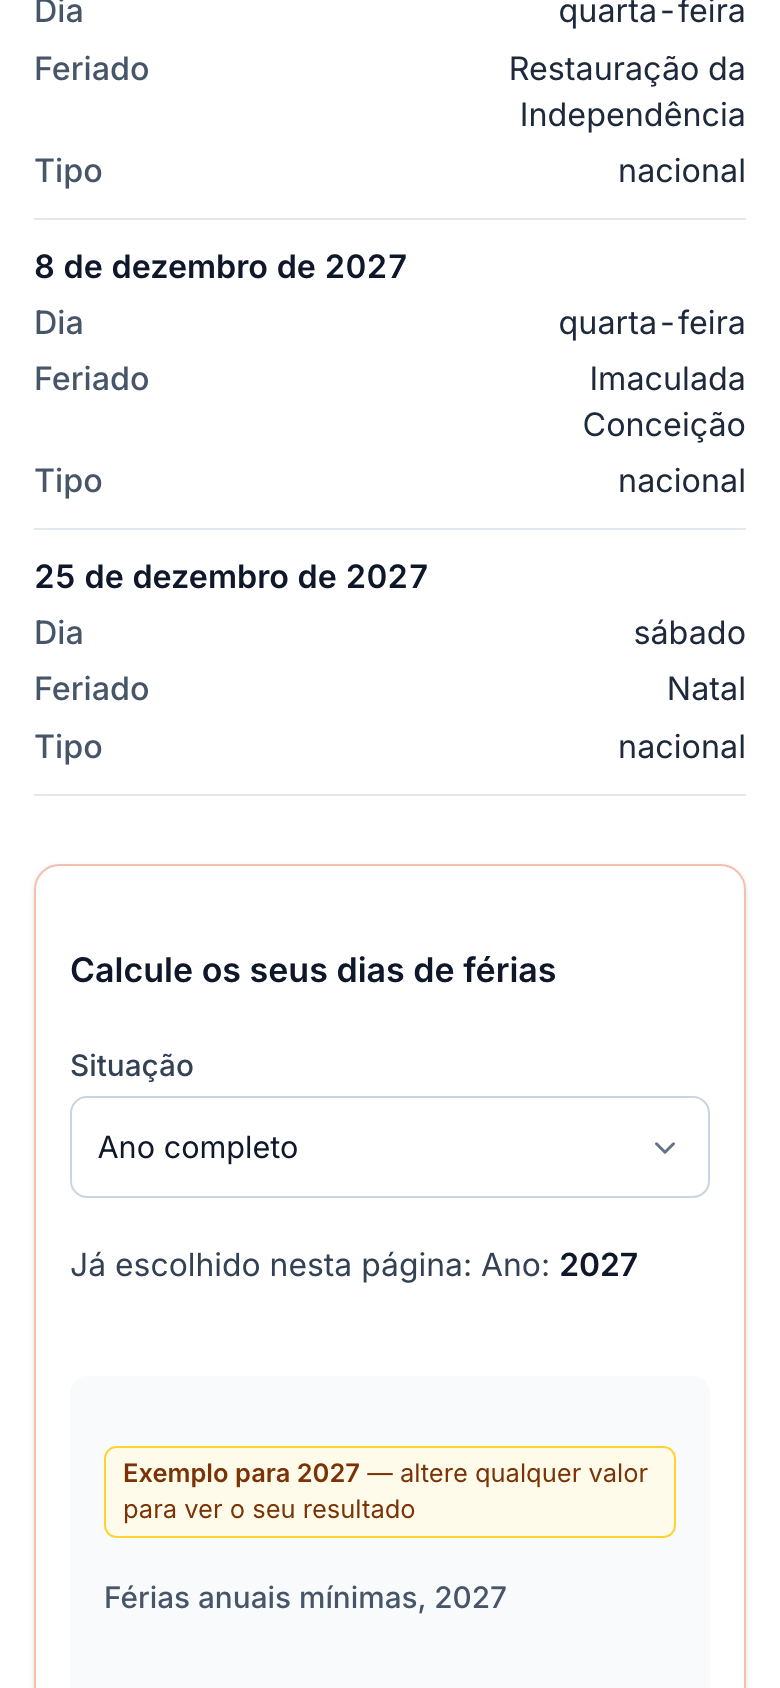 Dia quarta-feira
Feriado Restauração da
Independência
Tipo nacional
8 de dezembro de 2027
Dia quarta-feira
Feriado Imaculada
Conceição
Tipo nacional
25 de dezembro de 2027
Dia sábado
Feriado Natal
Tipo nacional
Calcule os seus dias de férias
Situação
Ano completo
Já escolhido nesta página: Ano: 2027
Exemplo para 2027 — altere qualquer valor
para ver o seu resultado
Férias anuais mínimas, 2027